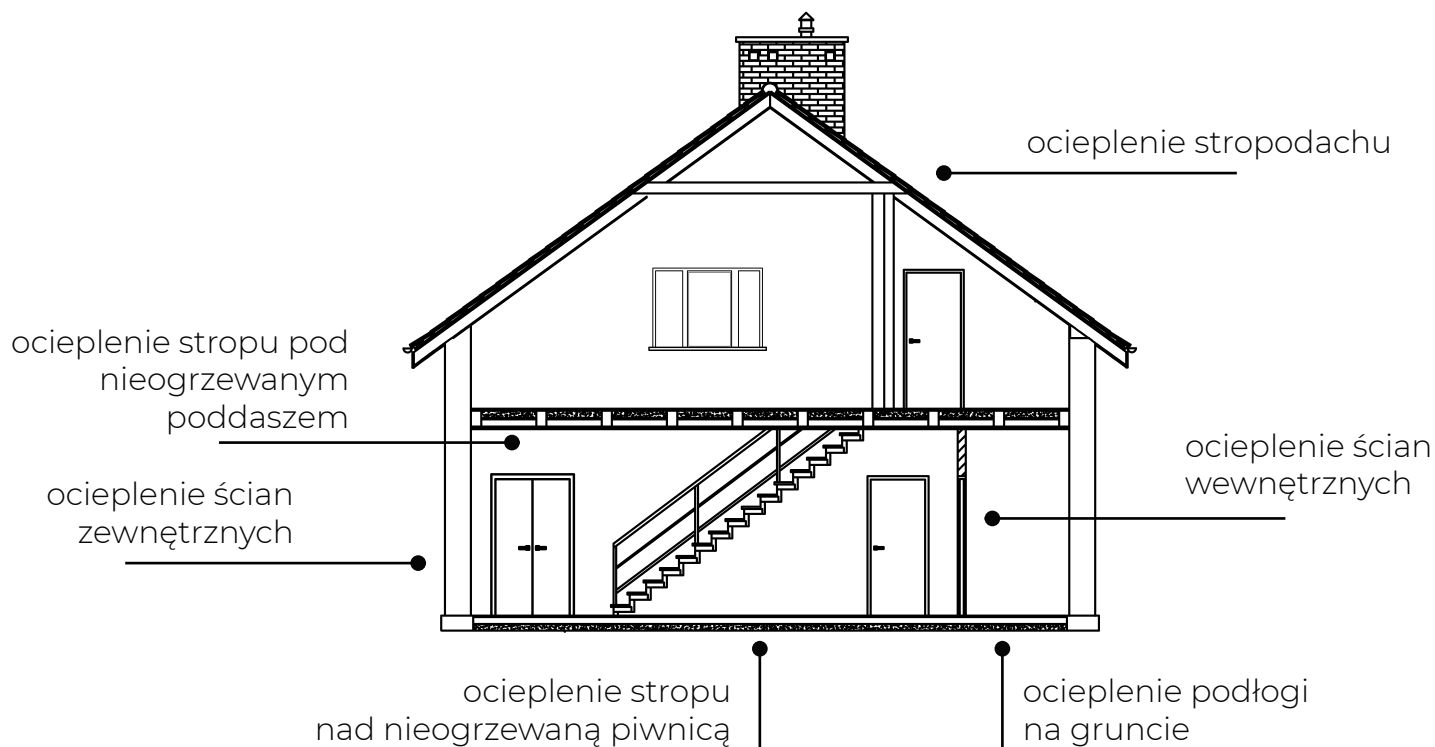 ocieplenie stropodachu
ocieplenie stropu pod
nieogrzewanym
poddaszem
ocieplenie ścian
wewnętrznych
ocieplenie ścian
zewnętrznych
ocieplenie stropu
nad nieogrzewaną piwnicą
ocieplenie podłogi
na gruncie